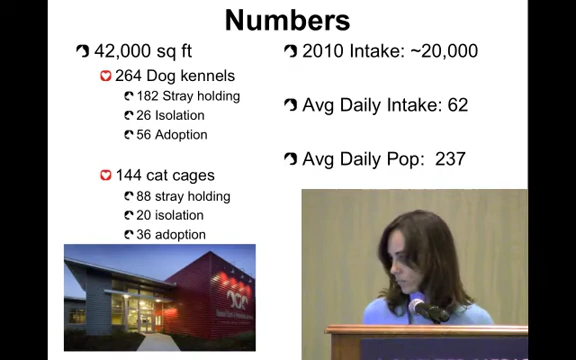 Numbers
42,000 sq ft
264 Dog kennels
182 Stray holding
26 Isolation
56 Adoption
144 cat cages
88 stray holding
20 isolation
36 adoption
2010 Intake: ~20,000
Avg Daily Intake: 62
Avg Daily Pop: 237